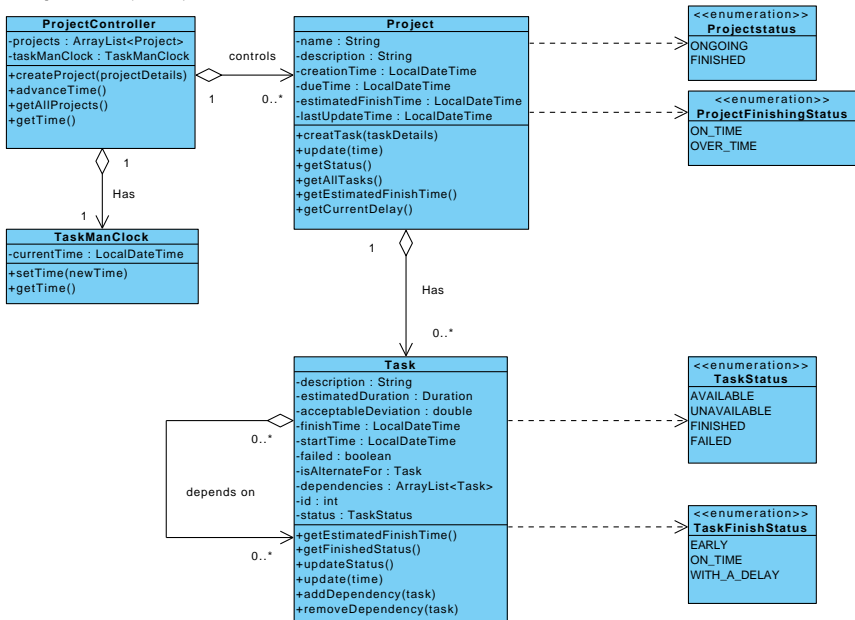 ProjectController
-projects : ArrayList<Project>
-taskManClock : TaskManClock
+createProject(projectDetails)
+advanceTime()
+getAllProjects()
+getTime()
controls
1
0..*
Project
-name : String
-description : String
-creationTime : LocalDateTime
-dueTime : LocalDateTime
-estimatedFinishTime : LocalDateTime
-lastUpdateTime : LocalDateTime
+creatTask(taskDetails)
+update(time)
+getStatus()
+getAllTasks()
+getEstimatedFinishTime()
+getCurrentDelay()
<<enumeration>>
Projectstatus
ONGOING
FINISHED
<<enumeration>>
ProjectFinishingStatus
ON_TIME
OVER_TIME
1
Has
1
TaskManClock
-currentTime : LocalDateTime
+setTime(newTime)
+getTime()
1
Has
0..*
Task
-description : String
-estimatedDuration : Duration
-acceptableDeviation : double
-finishTime : LocalDateTime
-startTime : LocalDateTime
-failed : boolean
-isAlternateFor : Task
-dependencies : ArrayList<Task>
-id : int
-status : TaskStatus
+getEstimatedFinishTime()
+getFinishedStatus()
+updateStatus()
+update(time)
+addDependency(task)
+removeDependency(task)
0..*
depends on
0..*
<<enumeration>>
TaskStatus
AVAILABLE
UNAVAILABLE
FINISHED
FAILED
<<enumeration>>
TaskFinishStatus
EARLY
ON_TIME
WITH_A_DELAY